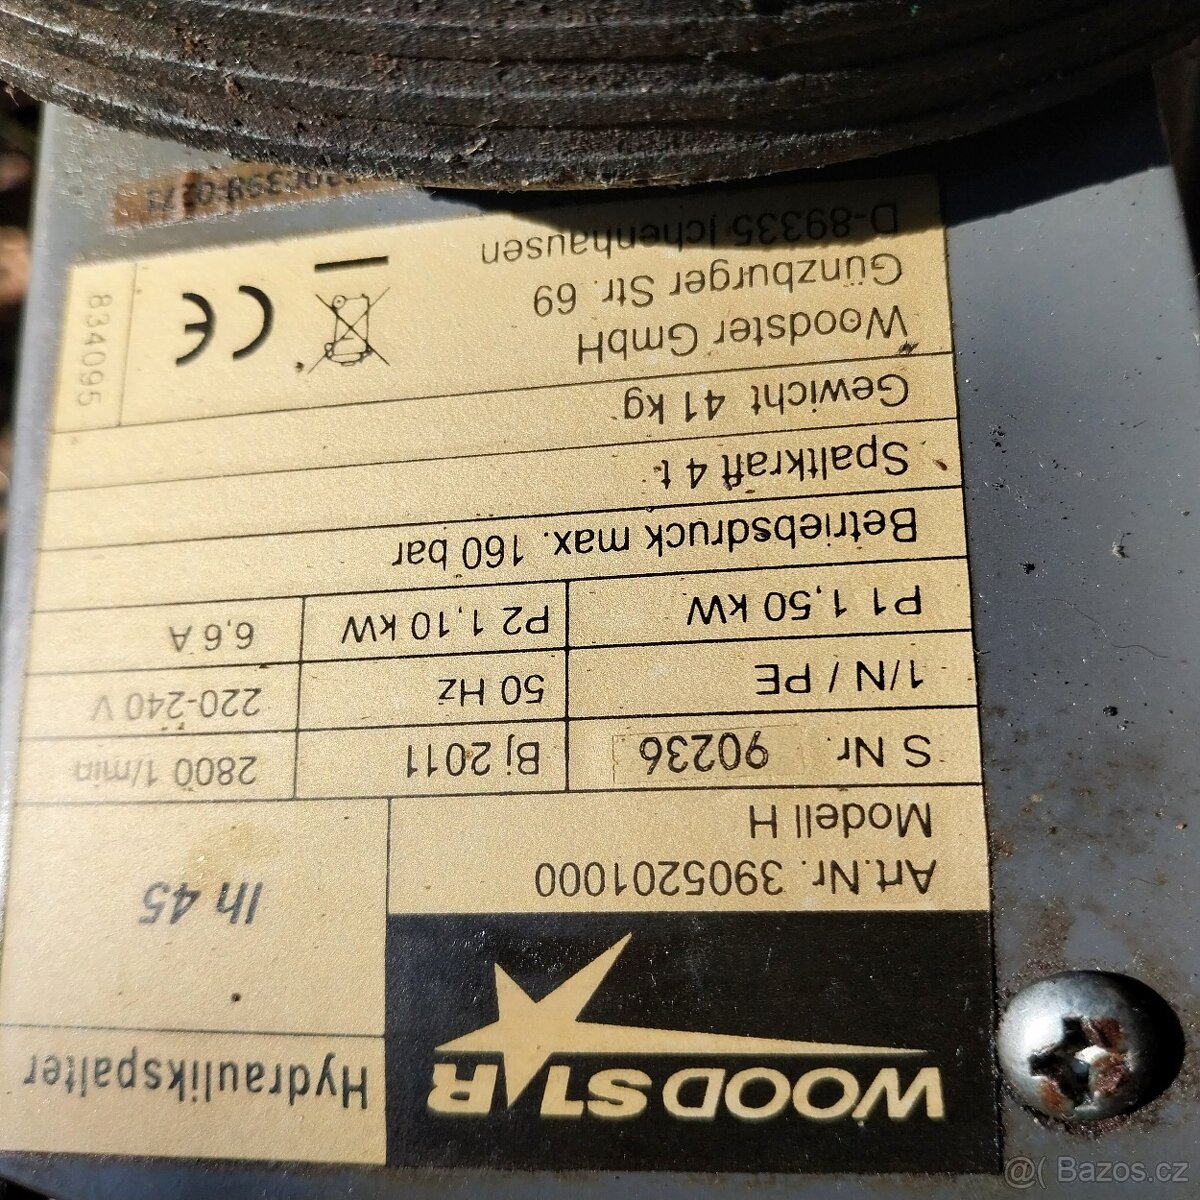 WOODSTAR
Hydraulikspalter
lh 45
Art.Nr. 3905201000
Modell H
S Nr. 90236 Bj 2011 2800 1/min
1/N / PE 50 Hz 220-240 V
P1 1,50 kW P2 1,10 kW 6,6 A
Betriebsdruck max. 160 bar
Spaltkraft 4 t
Gewicht 41 kg
Woodster GmbH
Günzburger Str. 69
D-89335 Ichenhausen
CE
834095
@( Bazos.cz